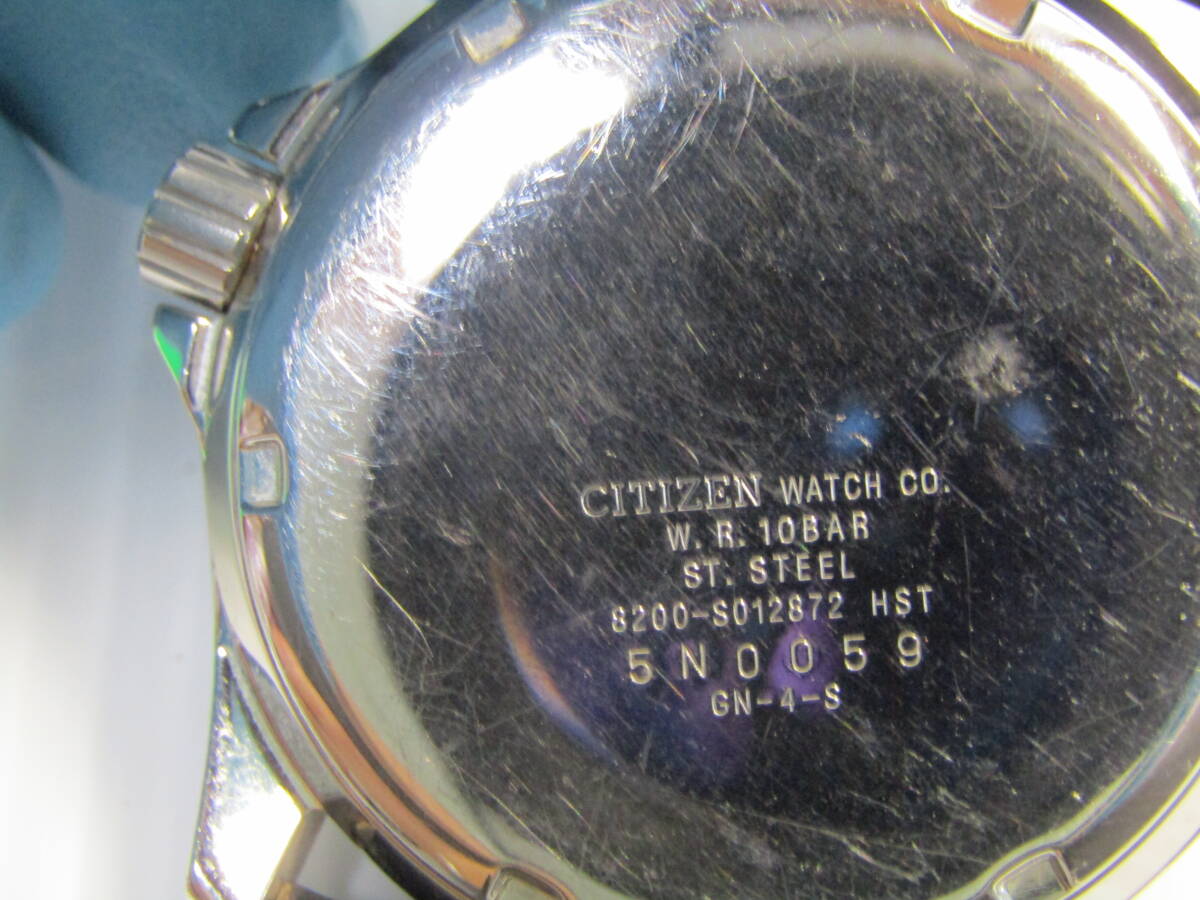 CITIZEN WATCH CO.
W. R. 10BAR
ST. STEEL
8200-S012872 HST
5N0059
GN-4-S